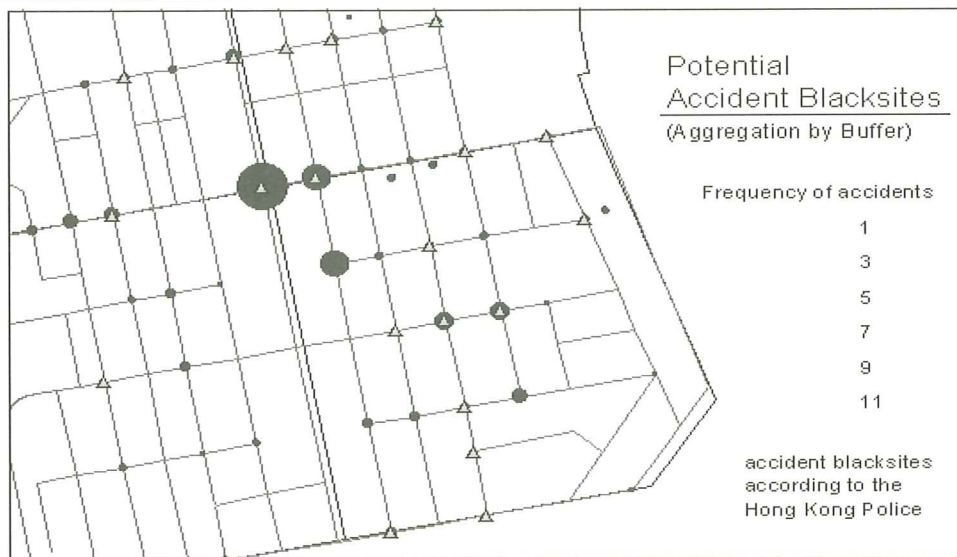 Potential
Accident Blacksites
(Aggregation by Buffer)
Frequency of accidents
1
3
5
7
9
11
accident blacksites
according to the
Hong Kong Police